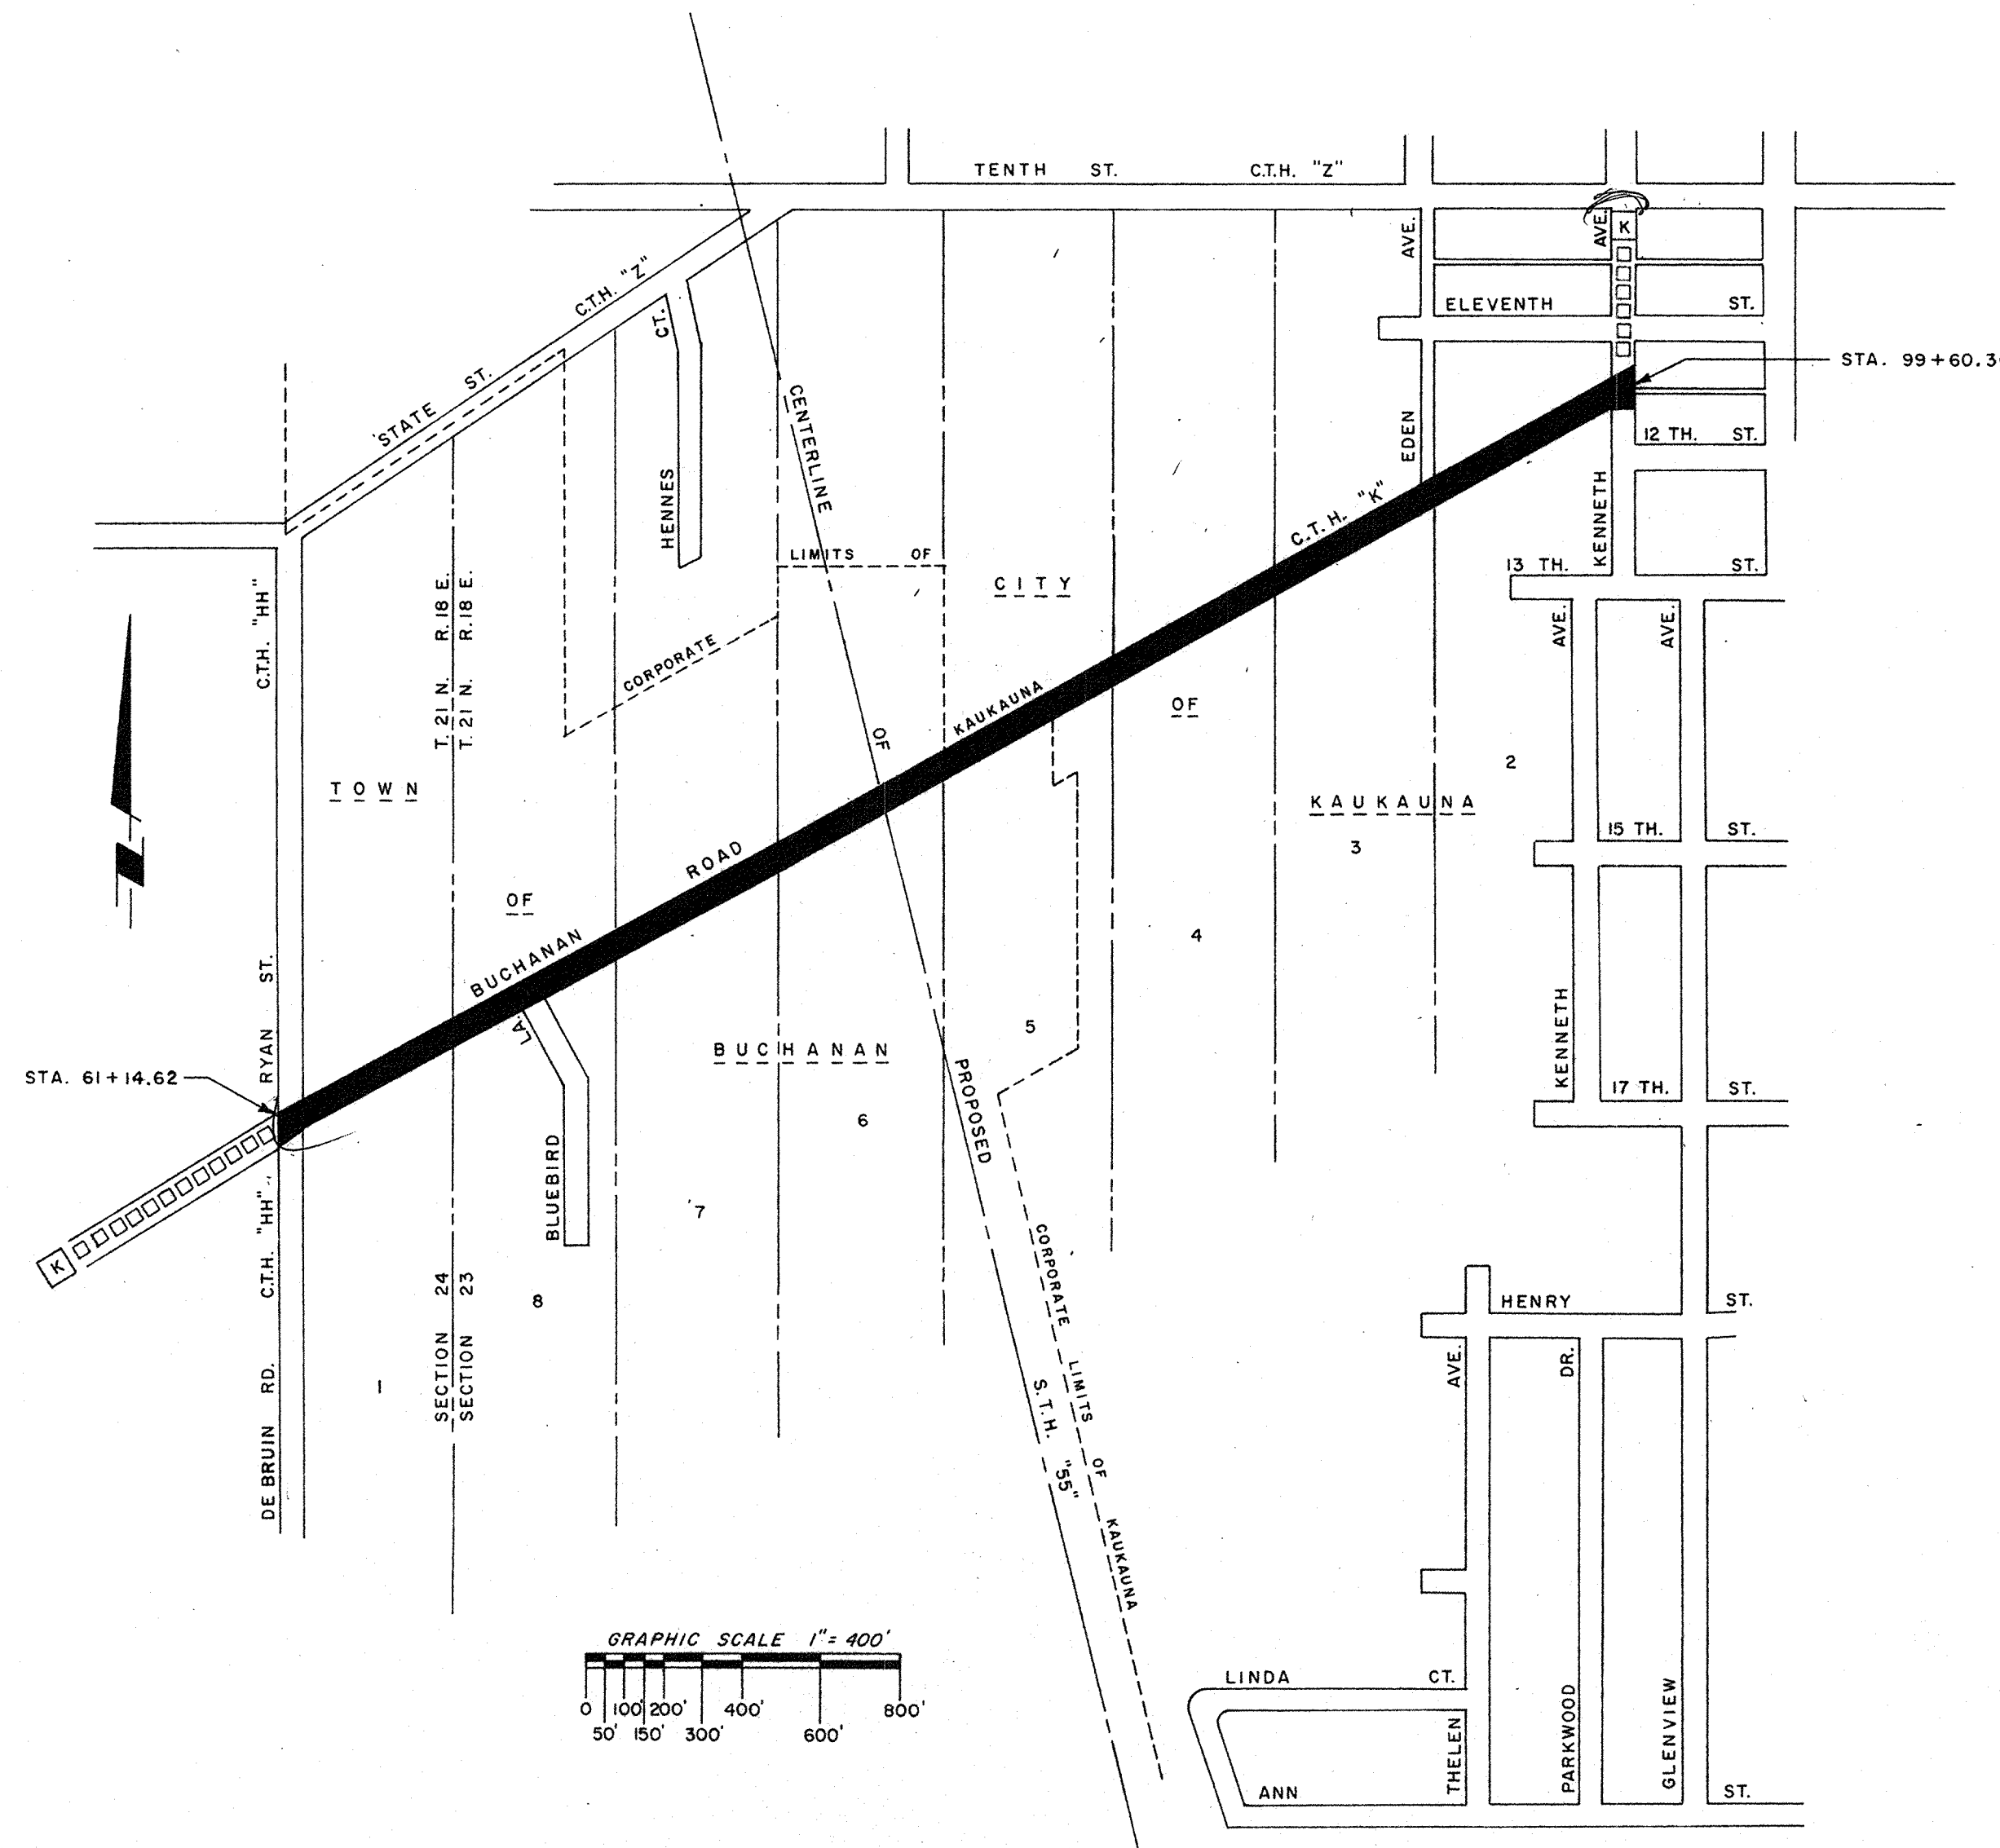 TENTH ST. C.T.H. "Z"
STATE ST. C.T.H. "Z"
HENNES CT.
CENTERLINE OF PROPOSED S.T.H. "55"
AVE.
AVE.
K
ELEVENTH ST.
STA. 99+60.3
EDEN
12 TH. ST.
KENNETH
C.T.H. "K"
LIMITS OF
CITY
CORPORATE
13 TH. ST.
C.T.H. "HH"
T. 21 N. R. 18 E.
T. 21 N. R. 18 E.
AVE.
AVE.
KAUKAUNA
OF
TOWN
2
KAUKAUNA
15 TH. ST.
3
ROAD
OF
4
BUCHANAN
RYAN ST.
LA.
5
BUCHANAN
KENNETH
STA. 61+14.62
17 TH. ST.
6
BLUEBIRD
7
K
C.T.H. "HH"
CORPORATE LIMITS OF KAUKAUNA
8
SECTION 24
SECTION 23
HENRY ST.
1
DE BRUIN RD.
AVE.
DR.
GRAPHIC SCALE 1"= 400'
0 100' 200' 400' 800'
50' 150' 300' 600'
LINDA CT.
THELEN
PARKWOOD
GLENVIEW
ANN ST.